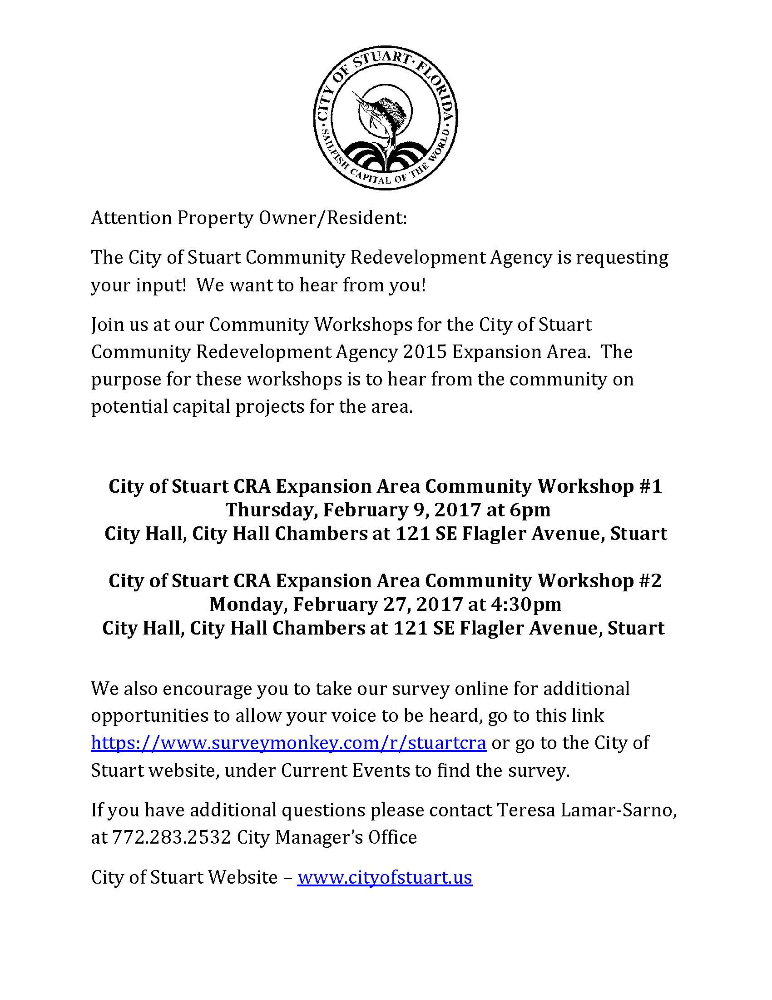 CITY OF STUART · FLORIDA
· SAILFISH CAPITAL OF THE WORLD ·
Attention Property Owner/Resident:
The City of Stuart Community Redevelopment Agency is requesting
your input!  We want to hear from you!
Join us at our Community Workshops for the City of Stuart
Community Redevelopment Agency 2015 Expansion Area.  The
purpose for these workshops is to hear from the community on
potential capital projects for the area.
City of Stuart CRA Expansion Area Community Workshop #1
Thursday, February 9, 2017 at 6pm
City Hall, City Hall Chambers at 121 SE Flagler Avenue, Stuart
City of Stuart CRA Expansion Area Community Workshop #2
Monday, February 27, 2017 at 4:30pm
City Hall, City Hall Chambers at 121 SE Flagler Avenue, Stuart
We also encourage you to take our survey online for additional
opportunities to allow your voice to be heard, go to this link
https://www.surveymonkey.com/r/stuartcra or go to the City of
Stuart website, under Current Events to find the survey.
If you have additional questions please contact Teresa Lamar-Sarno,
at 772.283.2532 City Manager’s Office
City of Stuart Website – www.cityofstuart.us